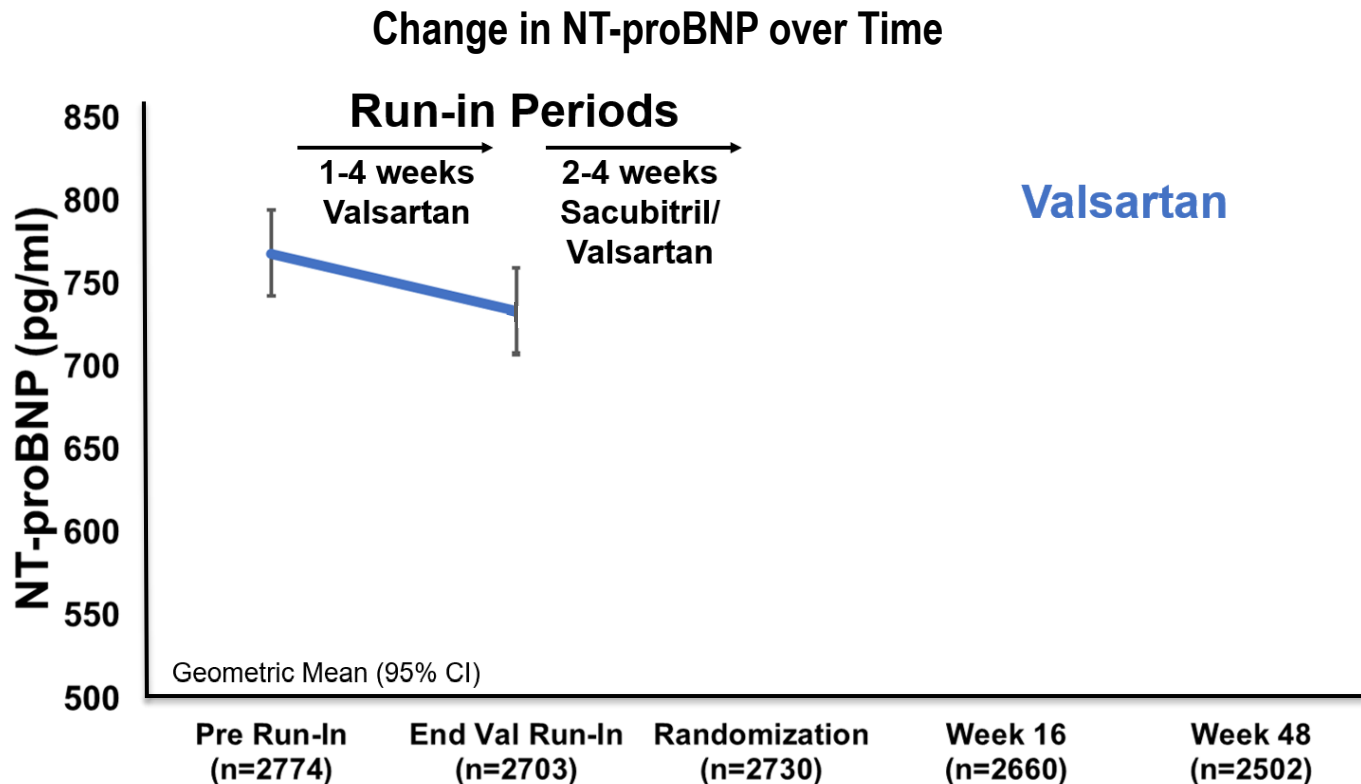 Change in NT-proBNP over Time
Run-in Periods
1-4 weeks
Valsartan
2-4 weeks
Sacubitril/
Valsartan
Valsartan
NT-proBNP (pg/ml)
850
800
750
700
650
600
550
500
Geometric Mean (95% CI)
Pre Run-In
(n=2774)
End Val Run-In
(n=2703)
Randomization
(n=2730)
Week 16
(n=2660)
Week 48
(n=2502)